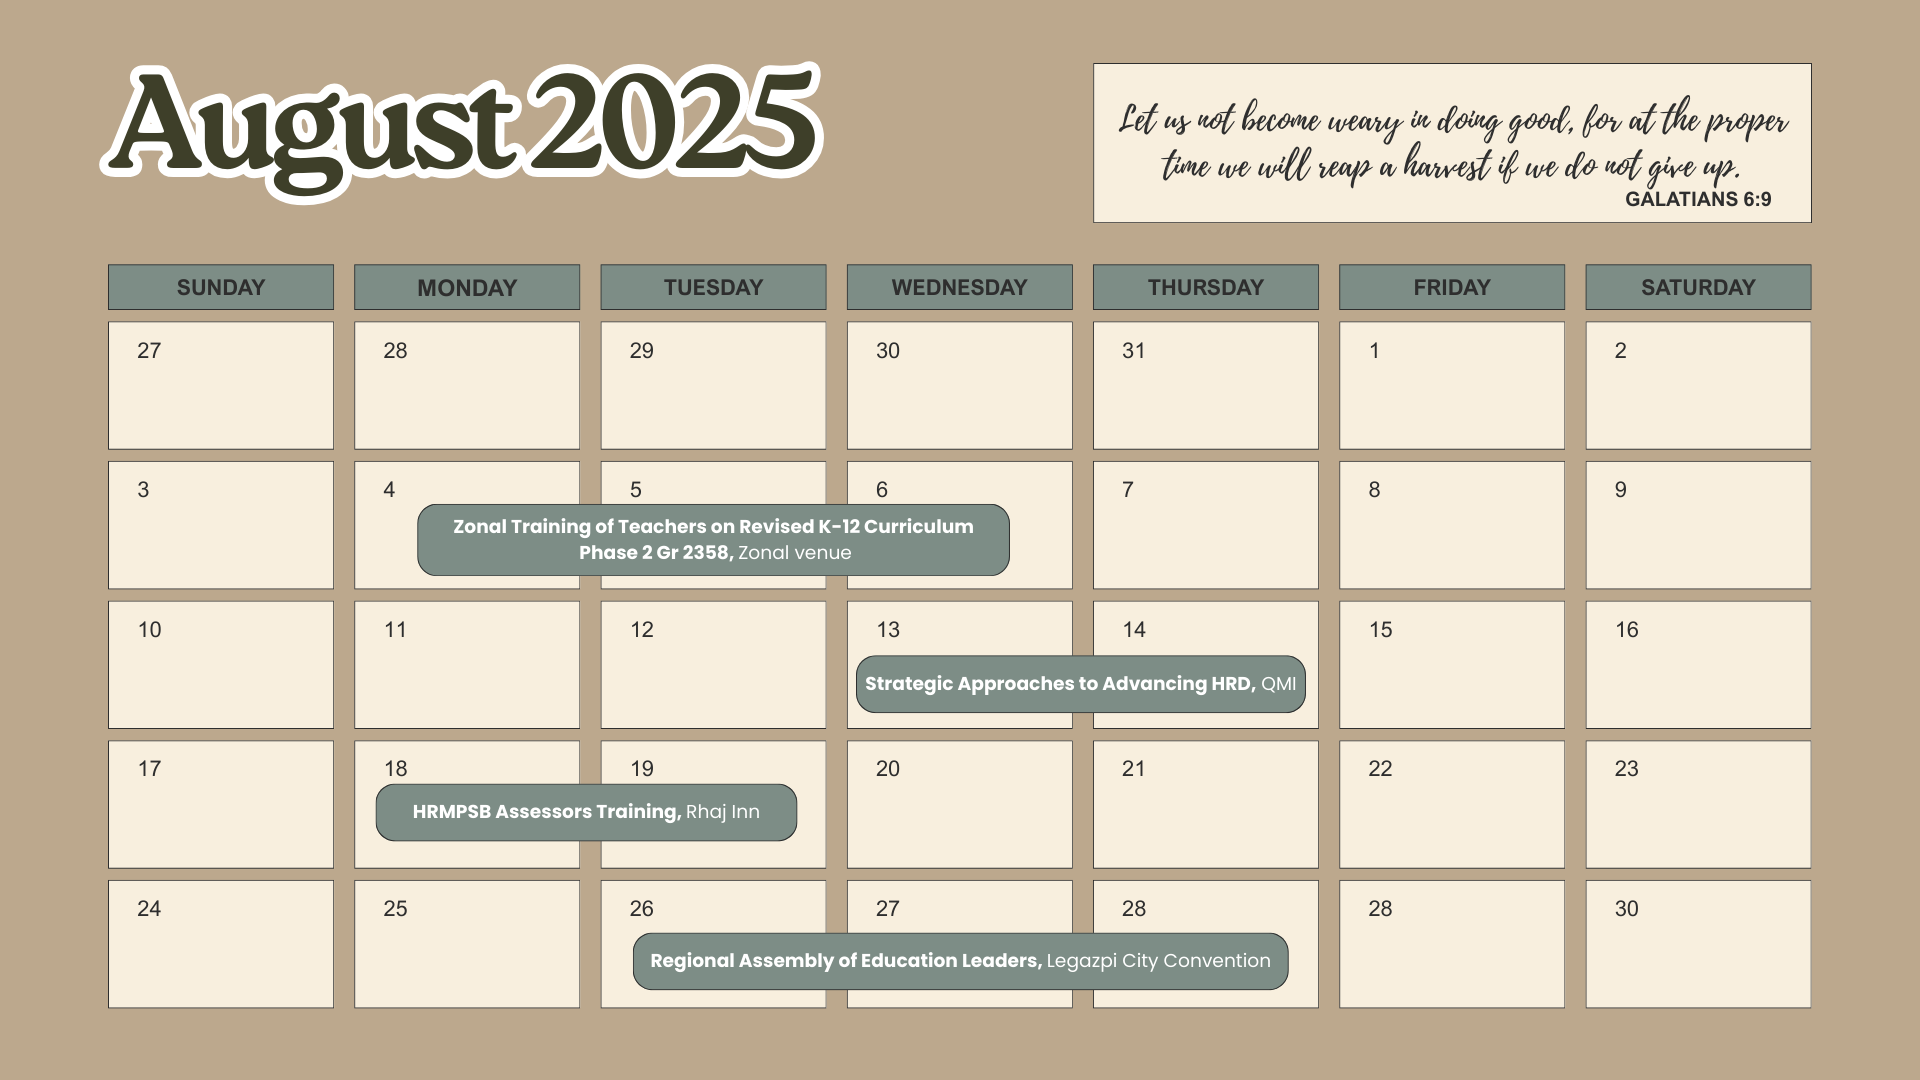 August 2025
Let us not become weary in doing good, for at the proper
time we will reap a harvest if we do not give up.
GALATIANS 6:9
SUNDAY MONDAY TUESDAY WEDNESDAY THURSDAY FRIDAY SATURDAY
27 28 29 30 31 1 2
3 4 5 6 7 8 9
Zonal Training of Teachers on Revised K-12 Curriculum
Phase 2 Gr 2358, Zonal venue
10 11 12 13 14 15 16
Strategic Approaches to Advancing HRD, QMI
17 18 19 20 21 22 23
HRMPSB Assessors Training, Rhaj Inn
24 25 26 27 28 28 30
Regional Assembly of Education Leaders, Legazpi City Convention